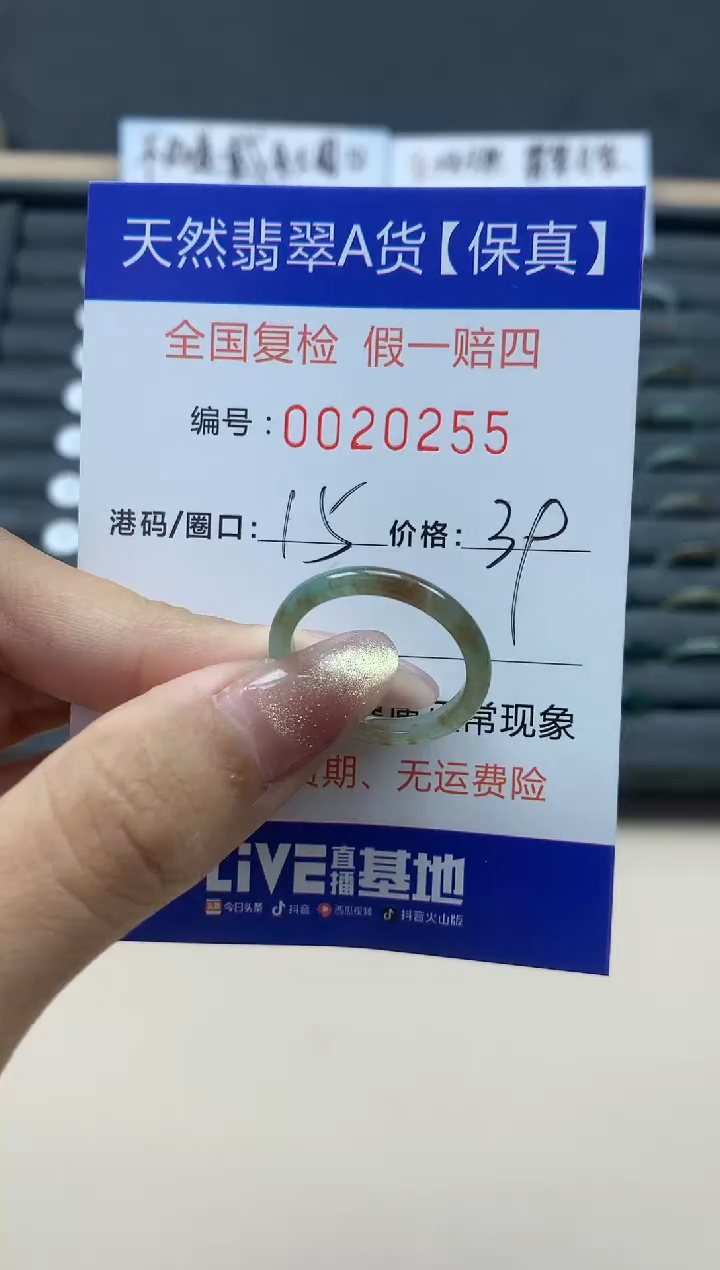 天然翡翠A货【保真】
全国复检 假一赔四
编号：0020255
港码/圈口：15 价格：39
常现象
期、无运费险
LiVE直播基地
今日头条 抖音 西瓜视频 抖音火山版